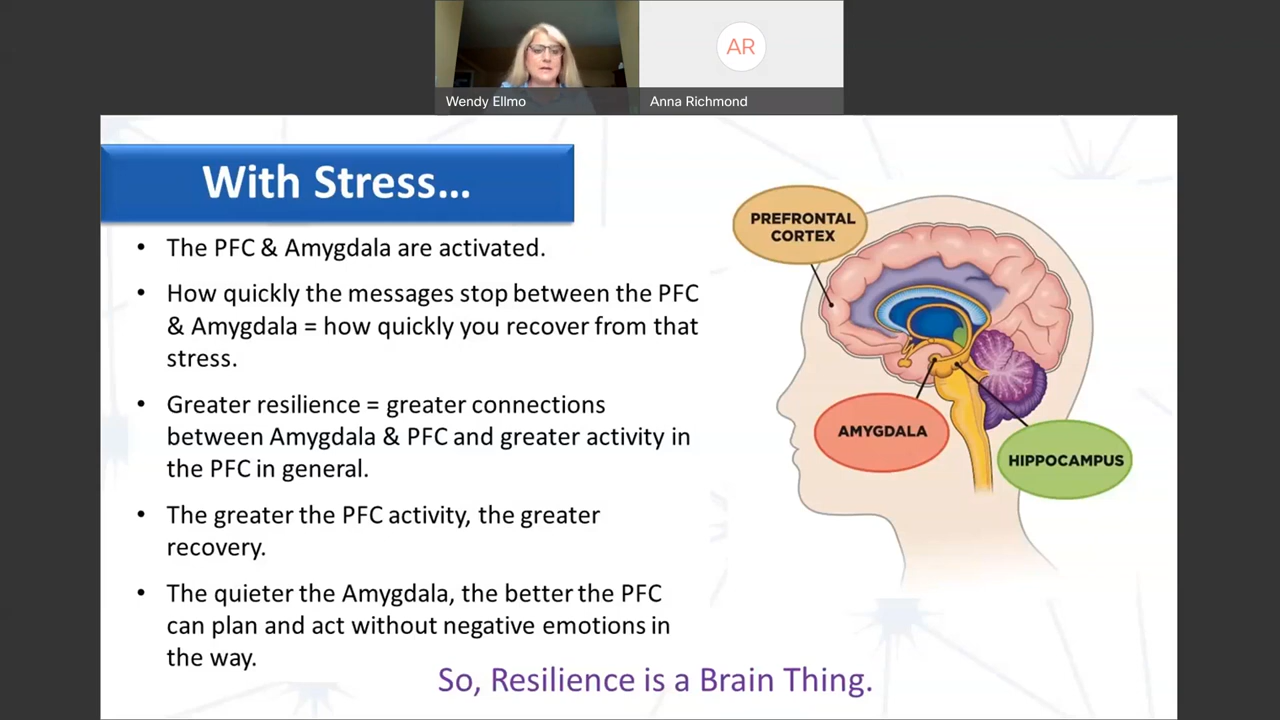 AR
Wendy Ellmo
Anna Richmond
With Stress...
• The PFC & Amygdala are activated.
• How quickly the messages stop between the PFC
& Amygdala = how quickly you recover from that
stress.
• Greater resilience = greater connections
between Amygdala & PFC and greater activity in
the PFC in general.
• The greater the PFC activity, the greater
recovery.
• The quieter the Amygdala, the better the PFC
can plan and act without negative emotions in
the way.
So, Resilience is a Brain Thing.
PREFRONTAL
CORTEX
AMYGDALA
HIPPOCAMPUS